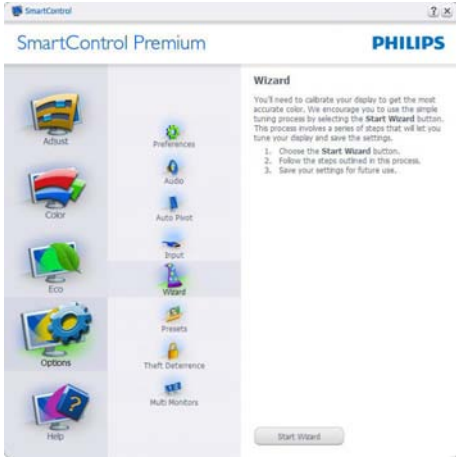 SmartControl
? X
SmartControl Premium
PHILIPS
Adjust
Color
Eco
Options
Help
Preferences
Audio
Auto Pivot
Input
Wizard
Presets
Theft Deterrence
Multi Monitors
Wizard
You'll need to calibrate your display to get the most
accurate color. We encourage you to use the simple
tuning process by selecting the Start Wizard button.
This process involves a series of steps that will let you
tune your display and save the settings.
1. Choose the Start Wizard button.
2. Follow the steps outlined in the process.
3. Save your settings for future use.
Start Wizard